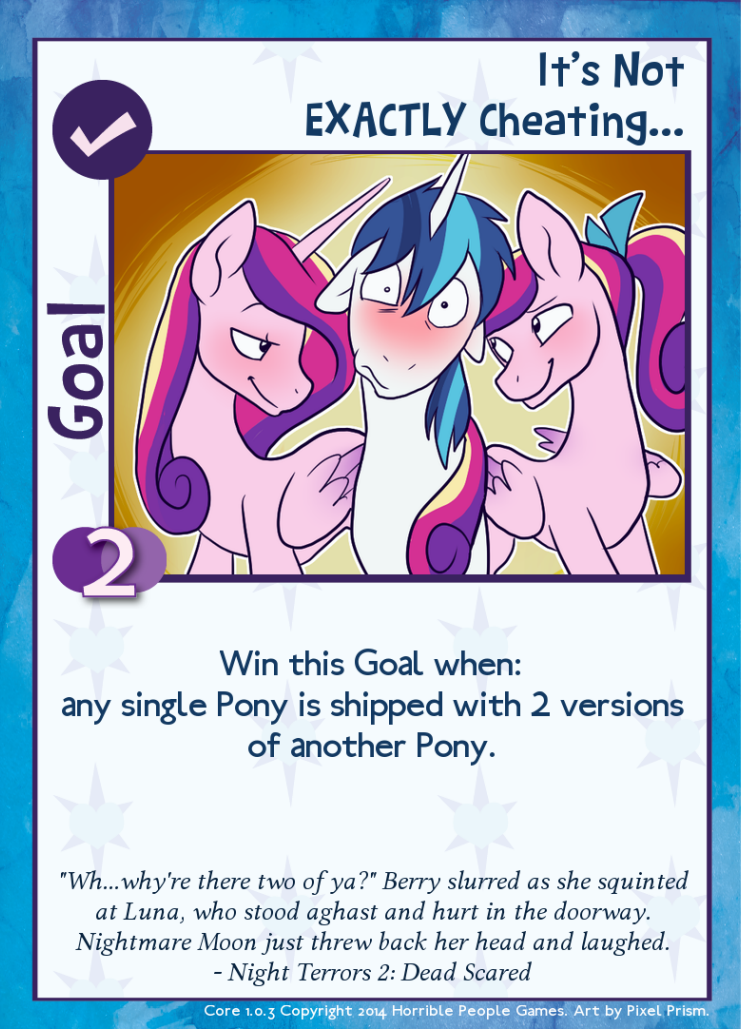 It's Not
EXACTLY Cheating...
Goal
2
Win this Goal when:
any single Pony is shipped with 2 versions
of another Pony.
"Wh...why're there two of ya?" Berry slurred as she squinted
at Luna, who stood aghast and hurt in the doorway.
Nightmare Moon just threw back her head and laughed.
- Night Terrors 2: Dead Scared
Core 1.0.3 Copyright 2014 Horrible People Games. Art by Pixel Prism.